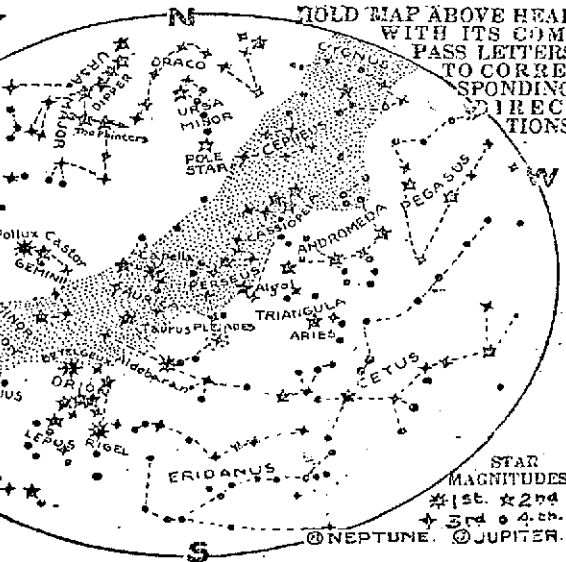 N
HOLD MAP ABOVE HEAD
WITH ITS COM
PASS LETTERS
TO CORRE
SPONDING
DIREC
TIONS
CYGNUS
URSA
MAJOR
DIPPER
The Pointers
DRACO
URSA
MINOR
POLE
STAR
CEPHEUS
W
PEGASUS
CASSIOPEIA
ANDROMEDA
Pollux Castor
GEMINI
PERSEUS
Algol
AURIGA
TRIANGULA
ARIES
Taurus PLEIADES
MINOR
BETELGEUX
Aldebaran
CETUS
ORION
LEPUS
RIGEL
ERIDANUS
STAR
MAGNITUDES
1st. 2nd
3rd 4th.
NEPTUNE. JUPITER.
S